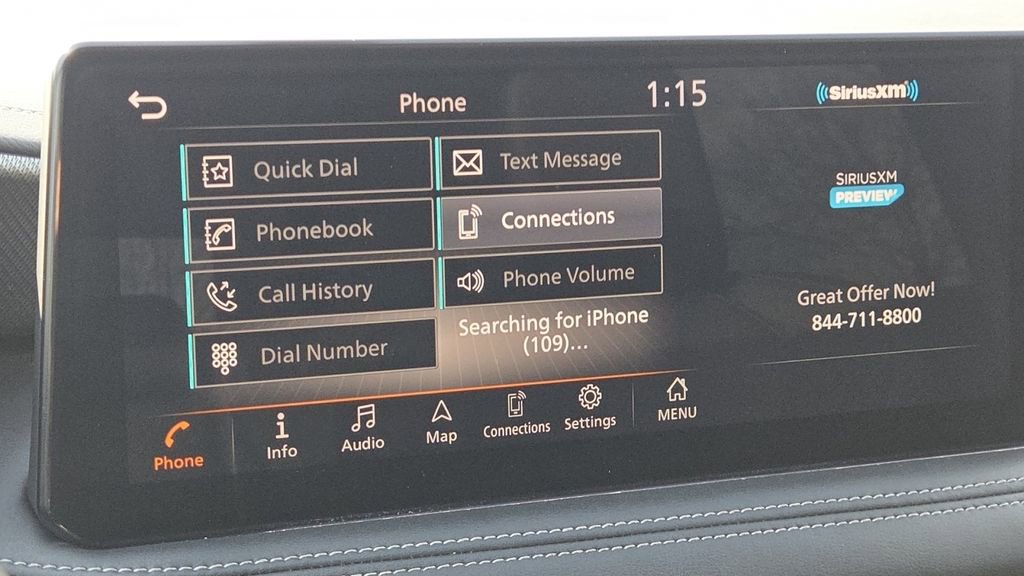 Phone
1:15
SiriusXM
Quick Dial
Text Message
Phonebook
Connections
Call History
Phone Volume
Dial Number
Searching for iPhone
(109)...
SIRIUSXM
PREVIEW
Great Offer Now!
844-711-8800
Phone
Info
Audio
Map
Connections
Settings
MENU